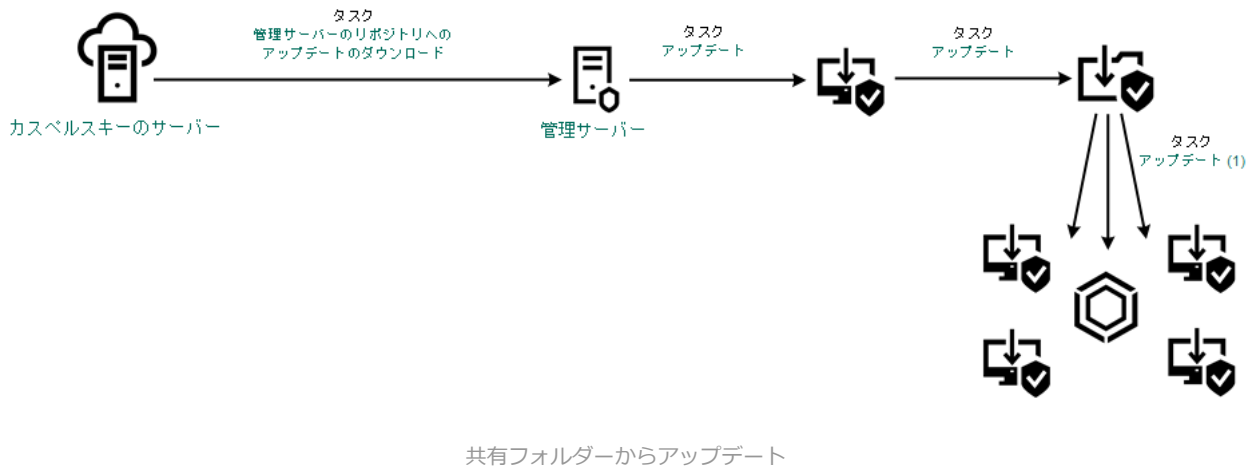 タスク
管理サーバーのリポジトリへの
アップデートのダウンロード
タスク
アップデート
タスク
アップデート
カスペルスキーのサーバー
管理サーバー
タスク
アップデート (1)
共有フォルダーからアップデート